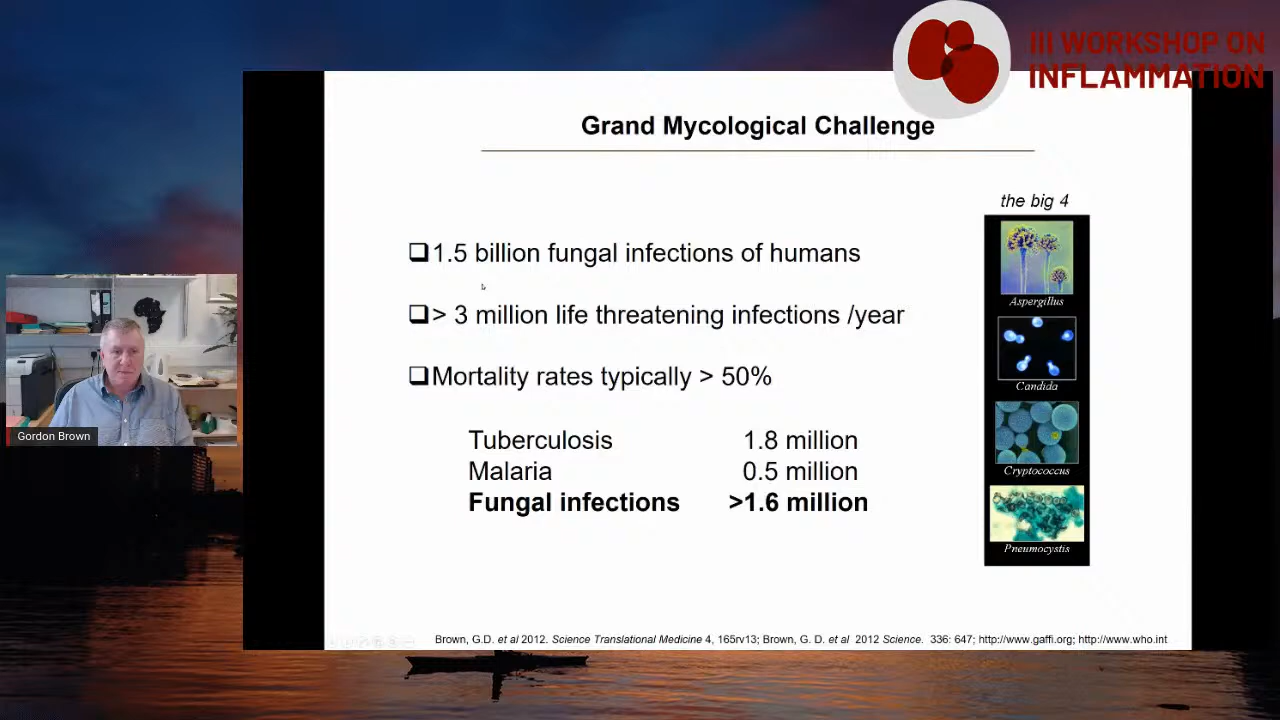 III WORKSHOP ON
INFLAMMATION
Grand Mycological Challenge
the big 4
1.5 billion fungal infections of humans
> 3 million life threatening infections /year
Mortality rates typically > 50%
Tuberculosis 1.8 million
Malaria 0.5 million
Fungal infections >1.6 million
Aspergillus
Candida
Cryptococcus
Pneumocystis
Gordon Brown
Brown, G.D. et al 2012. Science Translational Medicine 4, 165rv13; Brown, G. D. et al 2012 Science. 336: 647; http://www.gaffi.org; http://www.who.int